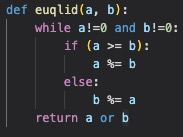 def euqlid(a, b):
    while a!=0 and b!=0:
        if (a >= b):
            a %= b
        else:
            b %= a
    return a or b